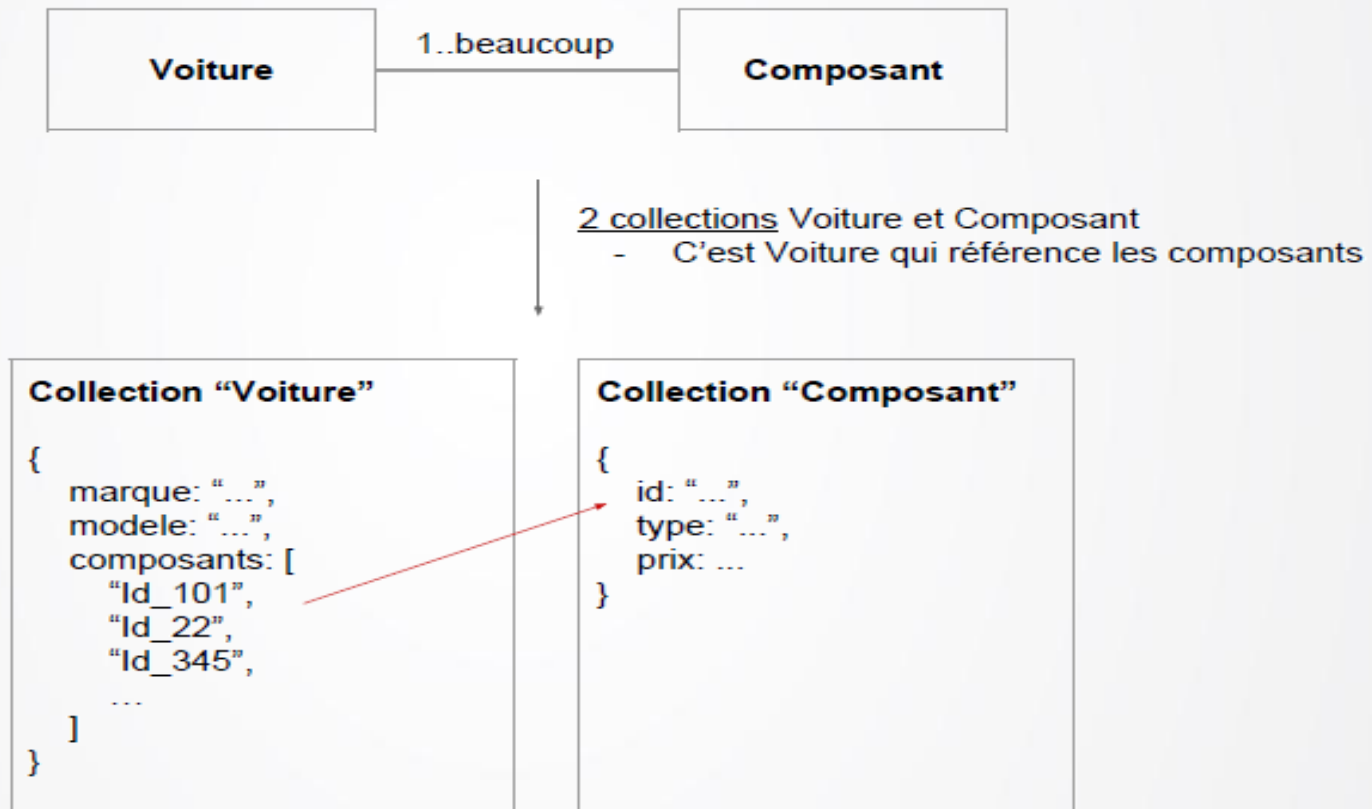 Voiture
1..beaucoup
Composant
2 collections Voiture et Composant
- C'est Voiture qui référence les composants
Collection “Voiture”
{
marque: “...”,
modele: “...”,
composants: [
“Id_101”,
“Id_22”,
“Id_345”,
...
]
}
Collection “Composant”
{
id: “...”,
type: “...”,
prix: ...
}